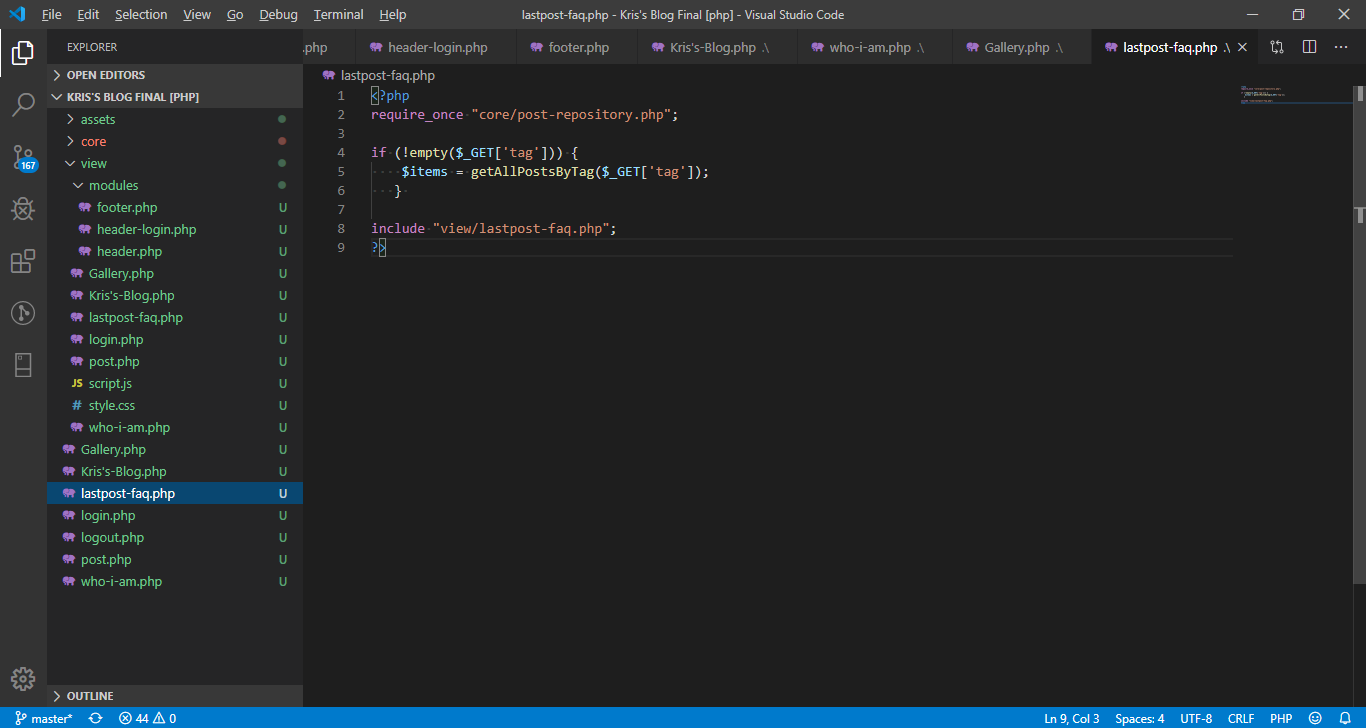 File Edit Selection View Go Debug Terminal Help
lastpost-faq.php - Kris's Blog Final [php] - Visual Studio Code
EXPLORER
.php
header-login.php
footer.php
Kris's-Blog.php .\
who-i-am.php .\
Gallery.php .\
lastpost-faq.php .\
OPEN EDITORS
KRIS'S BLOG FINAL [PHP]
assets
core
view
modules
footer.php U
header-login.php U
header.php U
Gallery.php U
Kris's-Blog.php U
lastpost-faq.php U
login.php U
post.php U
JS script.js U
# style.css U
who-i-am.php U
Gallery.php U
Kris's-Blog.php U
lastpost-faq.php U
login.php U
logout.php U
post.php U
who-i-am.php U
OUTLINE
167
lastpost-faq.php
1 <?php
2 require_once "core/post-repository.php";
3
4 if (!empty($_GET['tag'])) {
5 $items = getAllPostsByTag($_GET['tag']);
6 }
7
8 include "view/lastpost-faq.php";
9 ?>
master* 44 0
Ln 9, Col 3 Spaces: 4 UTF-8 CRLF PHP